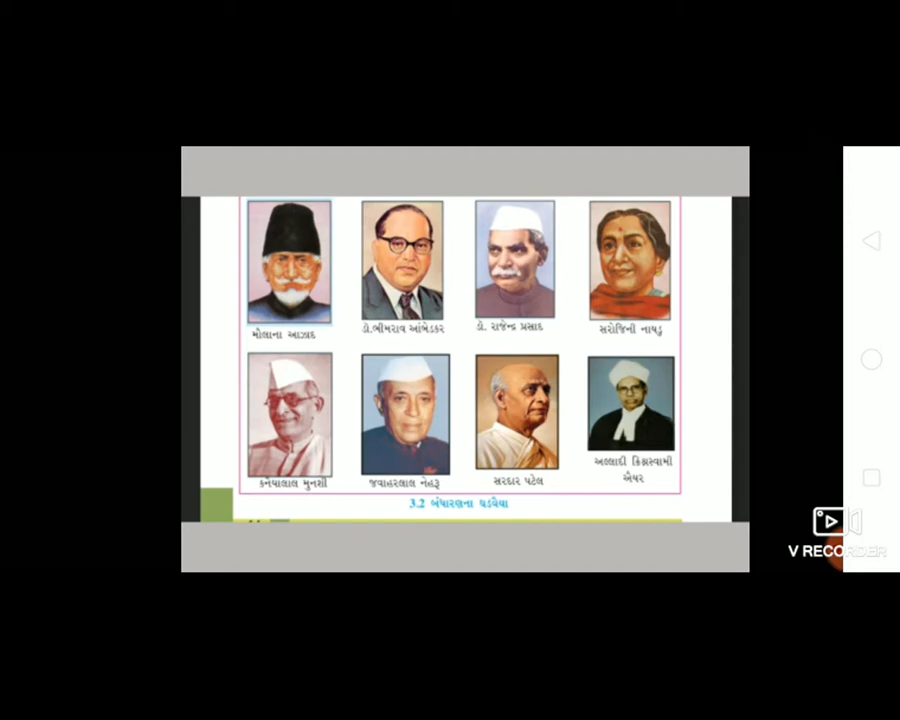 મૌલાના આઝાદ
ડૉ.ભીમરાવ આંબેડકર
ડૉ. રાજેન્દ્ર પ્રસાદ
સરોજિની નાયડુ
કનૈયાલાલ મુનશી
જવાહરલાલ નેહરૂ
સરદાર પટેલ
અલ્લાદી ક્રિષ્નાસ્વામી
ઐયર
3.2 બંધારણના ઘડવૈયા
V RECORDER